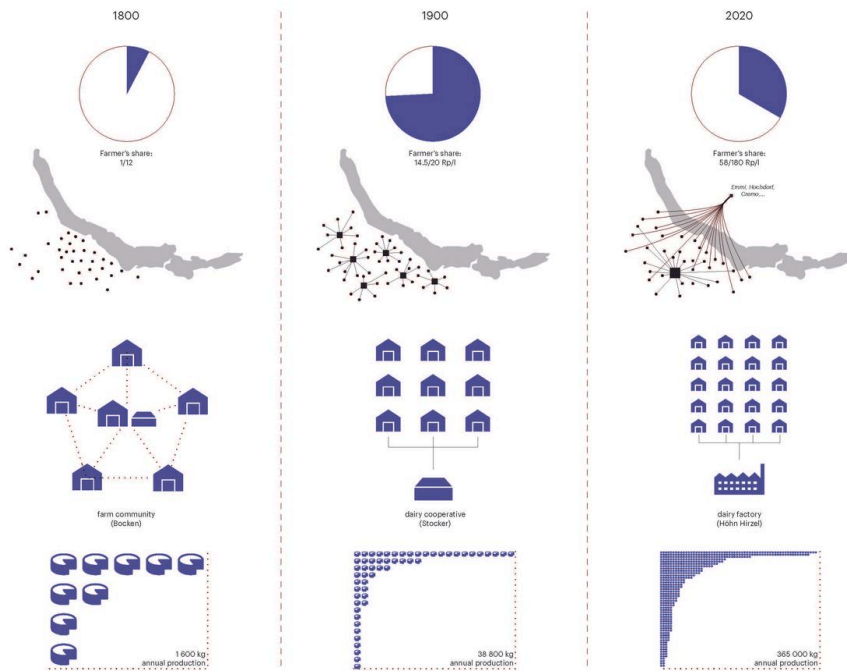 1800
Farmer's share:
1/12
farm community
(Bocken)
1 600 kg
annual production
1900
Farmer's share:
14.5/20 Rp/l
dairy cooperative
(Stocker)
38 800 kg
annual production
2020
Farmer's share:
58/180 Rp/l
Emmi, Hochdorf,
Cremo,...
dairy factory
(Höhn Hirzel)
365 000 kg
annual production